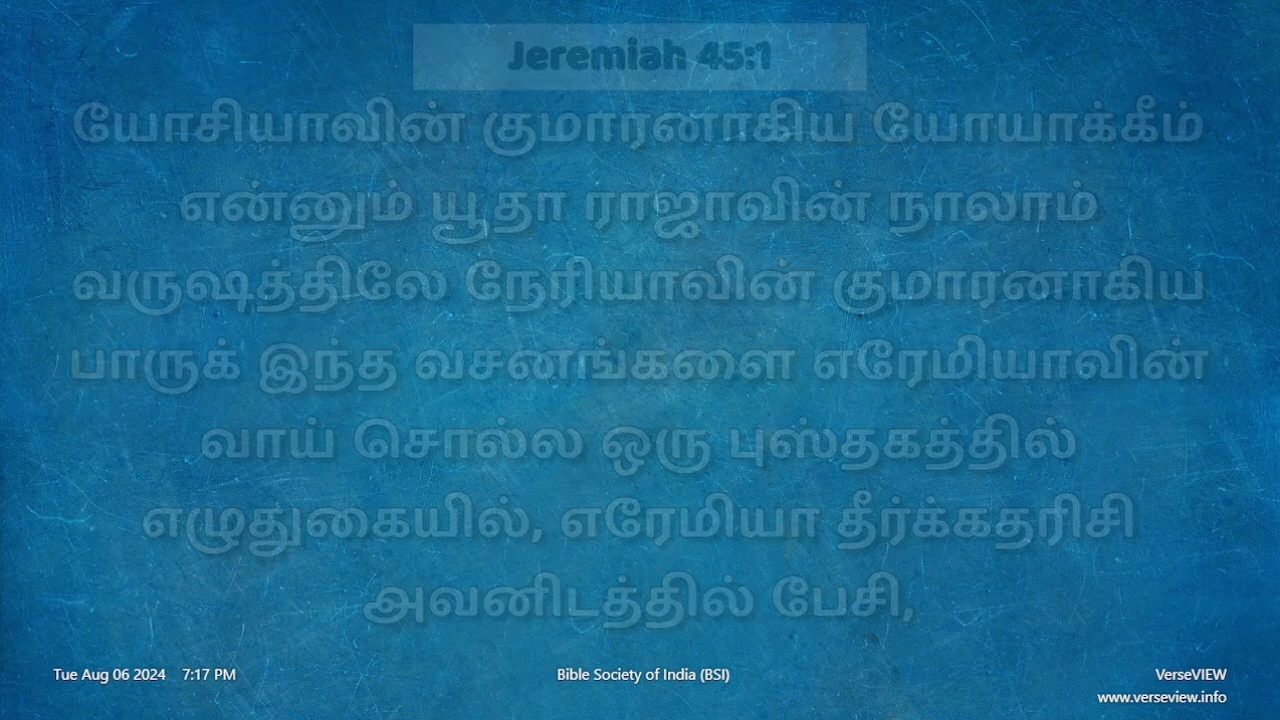 Jeremiah 45:1
யோசியாவின் குமாரனாகிய யோயாக்கீம்
என்னும் யூதா ராஜாவின் நாலாம்
வருஷத்திலே நேரியாவின் குமாரனாகிய
பாருக் இந்த வசனங்களை எரேமியாவின்
வாய் சொல்ல ஒரு புஸ்தகத்தில்
எழுதுகையில், எரேமியா தீர்க்கதரிசி
அவனிடத்தில் பேசி,
Tue Aug 06 2024 7:17 PM Bible Society of India (BSI) VerseVIEW
www.verseview.info